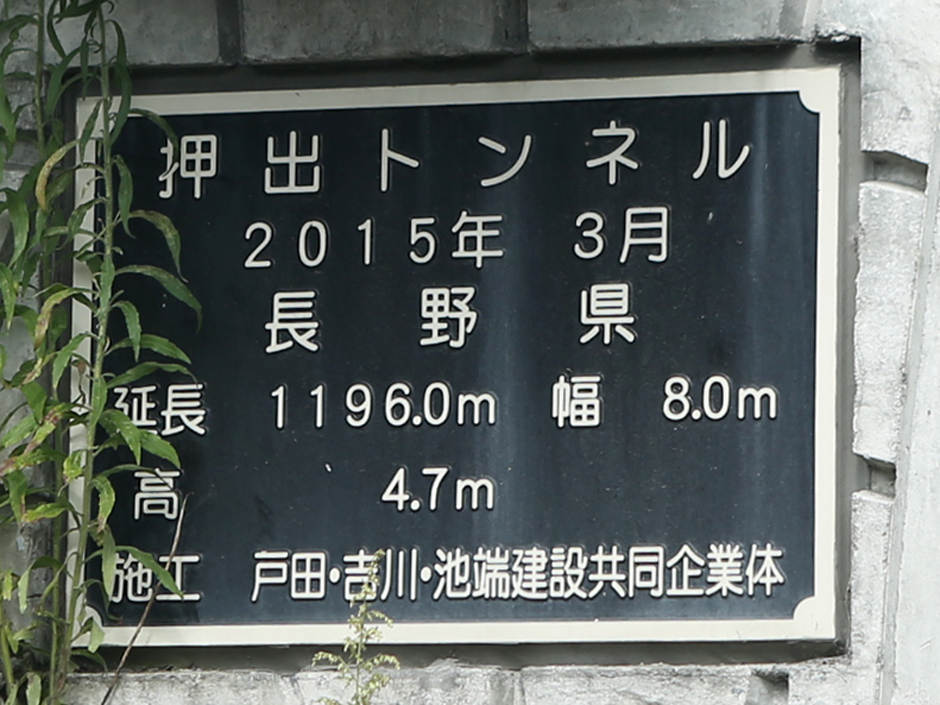 押出トンネル
2015年 3月
長野県
延長 1196.0m 幅 8.0m
高 4.7m
施工 戸田・吉川・池端建設共同企業体